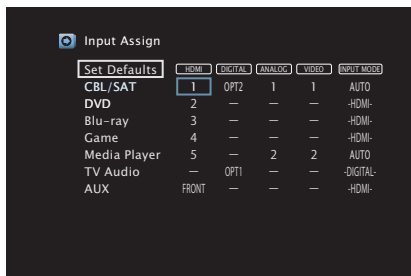 Input Assign
Set Defaults HDMI DIGITAL ANALOG VIDEO INPUT MODE
CBL/SAT 1 OPT2 1 1 AUTO
DVD 2 – – – -HDMI-
Blu-ray 3 – – – -HDMI-
Game 4 – – – -HDMI-
Media Player 5 – 2 2 AUTO
TV Audio – OPT1 – – -DIGITAL-
AUX FRONT – – – -HDMI-